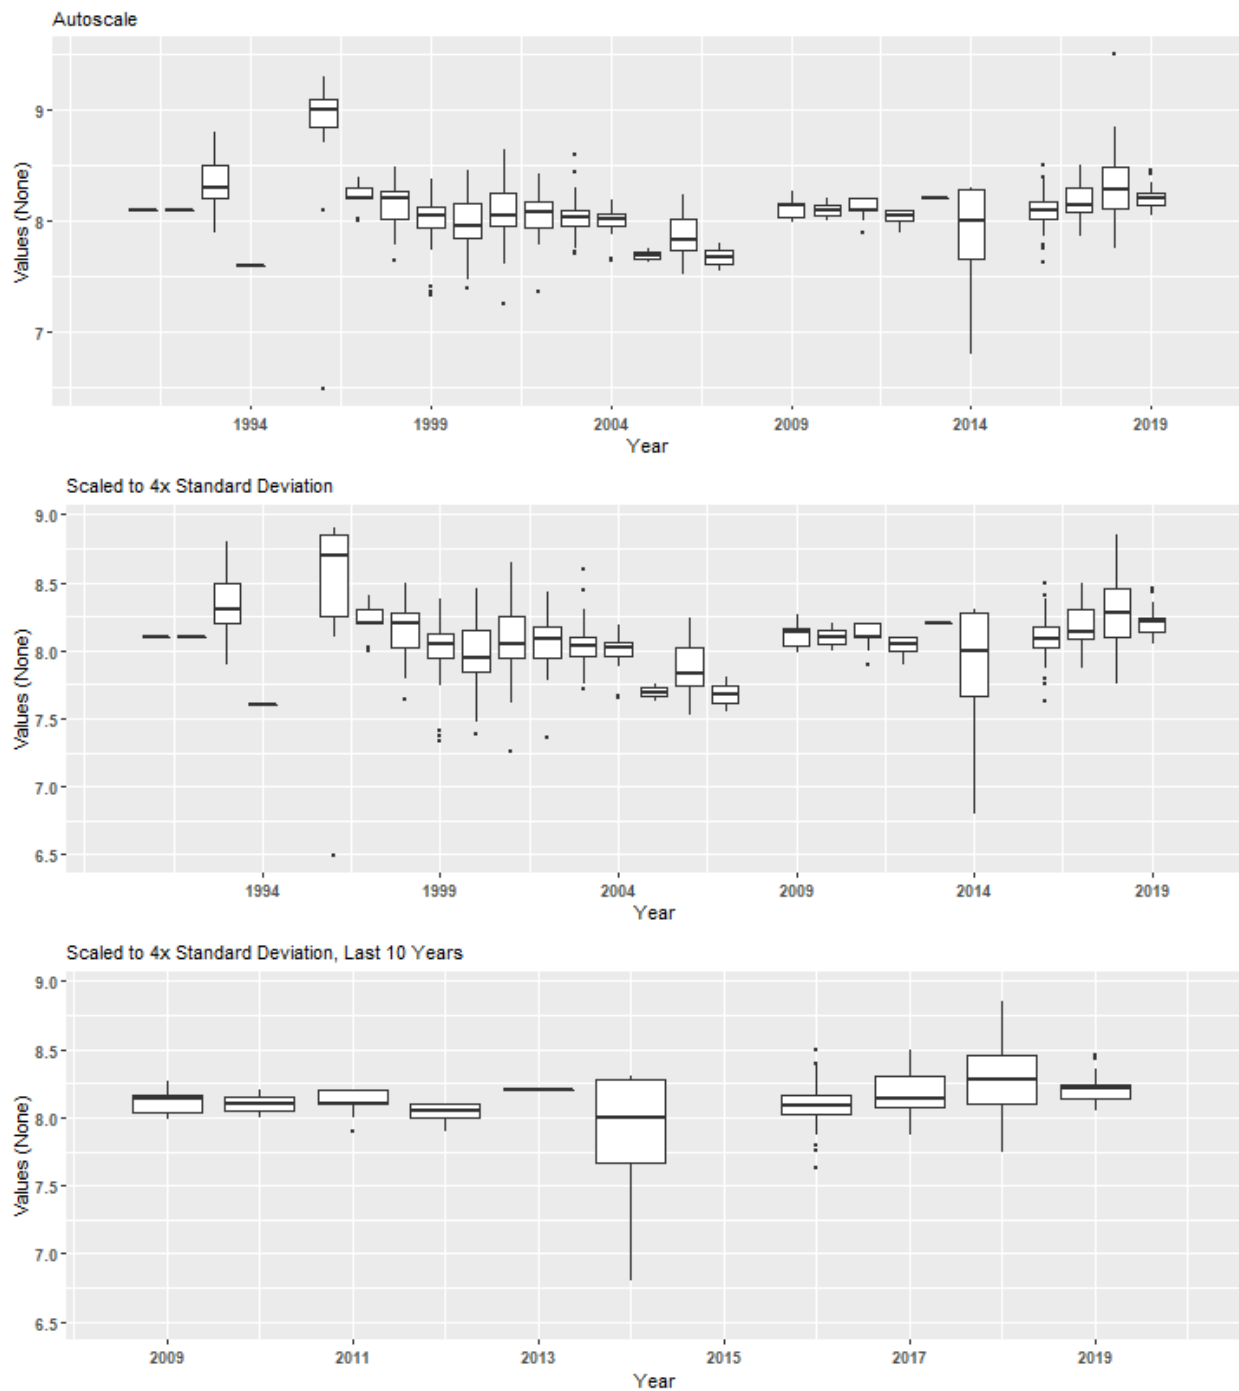 Autoscale
9
8
7
Values (None)
1994 1999 2004 2009 2014 2019
Year
Scaled to 4x Standard Deviation
9.0
8.5
8.0
7.5
7.0
6.5
Values (None)
1994 1999 2004 2009 2014 2019
Year
Scaled to 4x Standard Deviation, Last 10 Years
9.0
8.5
8.0
7.5
7.0
6.5
Values (None)
2009 2011 2013 2015 2017 2019
Year